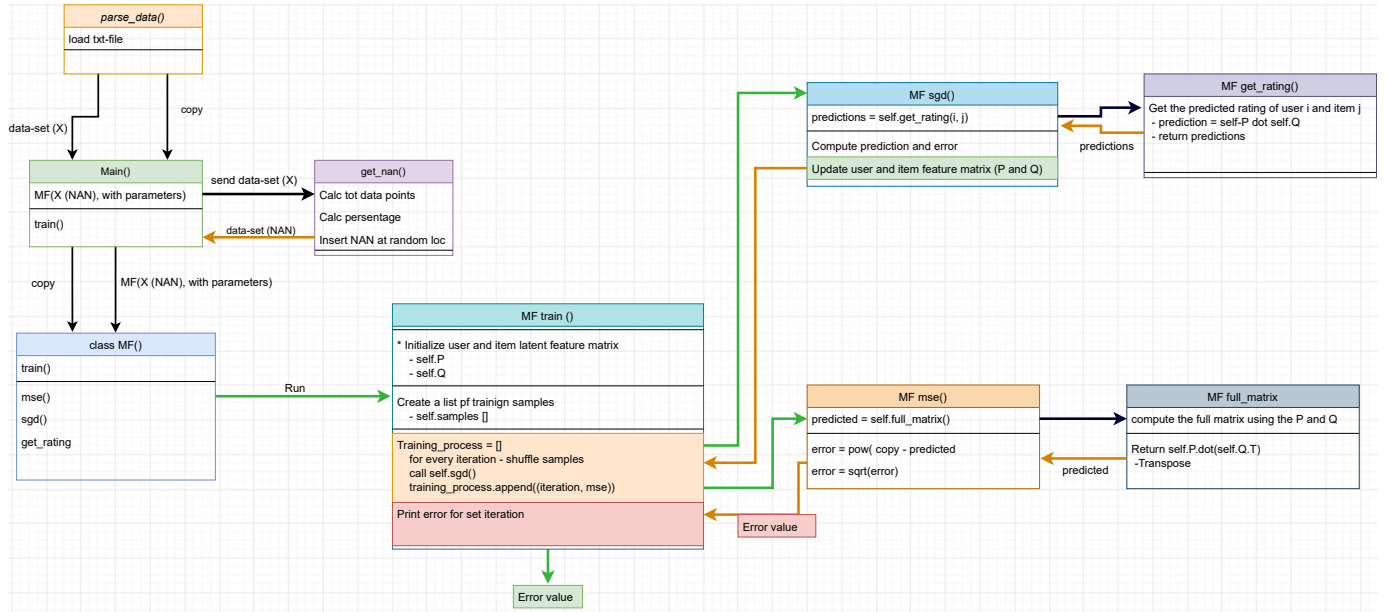 parse_data()
load txt-file
copy
data-set (X)
Main()
MF(X (NAN), with parameters)
train()
send data-set (X)
data-set (NAN)
get_nan()
Calc tot data points
Calc persentage
Insert NAN at random loc
copy
MF(X (NAN), with parameters)
class MF()
train()
mse()
sgd()
get_rating
Run
MF train ()
* Initialize user and item latent feature matrix
- self.P
- self.Q
Create a list pf trainign samples
- self.samples []
Training_process = []
for every iteration - shuffle samples
call self.sgd()
training_process.append((iteration, mse))
Print error for set iteration
Error value
MF sgd()
predictions = self.get_rating(i, j)
Compute prediction and error
Update user and item feature matrix (P and Q)
predictions
MF get_rating()
Get the predicted rating of user i and item j
- prediction = self-P dot self.Q
- return predictions
MF mse()
predicted = self.full_matrix()
error = pow( copy - predicted
error = sqrt(error)
Error value
predicted
MF full_matrix
compute the full matrix using the P and Q
Return self.P.dot(self.Q.T)
-Transpose